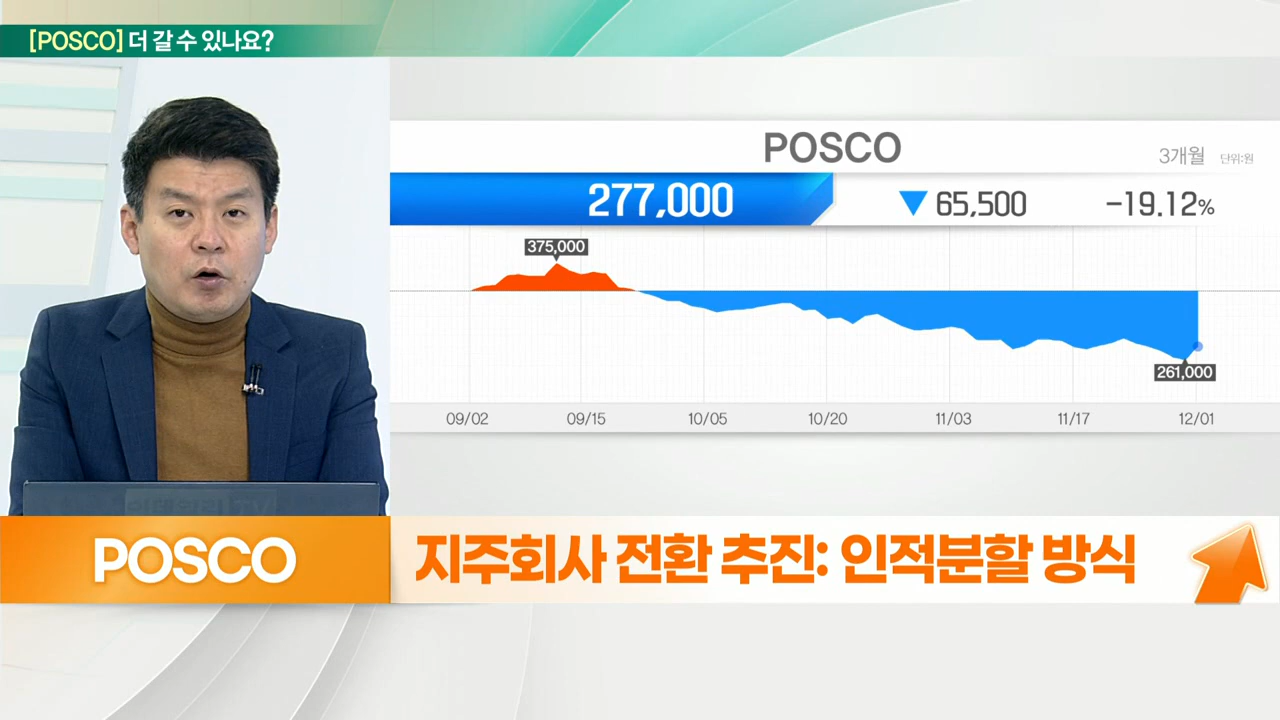 [POSCO] 더 갈 수 있나요?
POSCO
3개월 단위:원
277,000 ▼ 65,500 -19.12%
375,000
261,000
09/02 09/15 10/05 10/20 11/03 11/17 12/01
POSCO
지주회사 전환 추진: 인적분할 방식